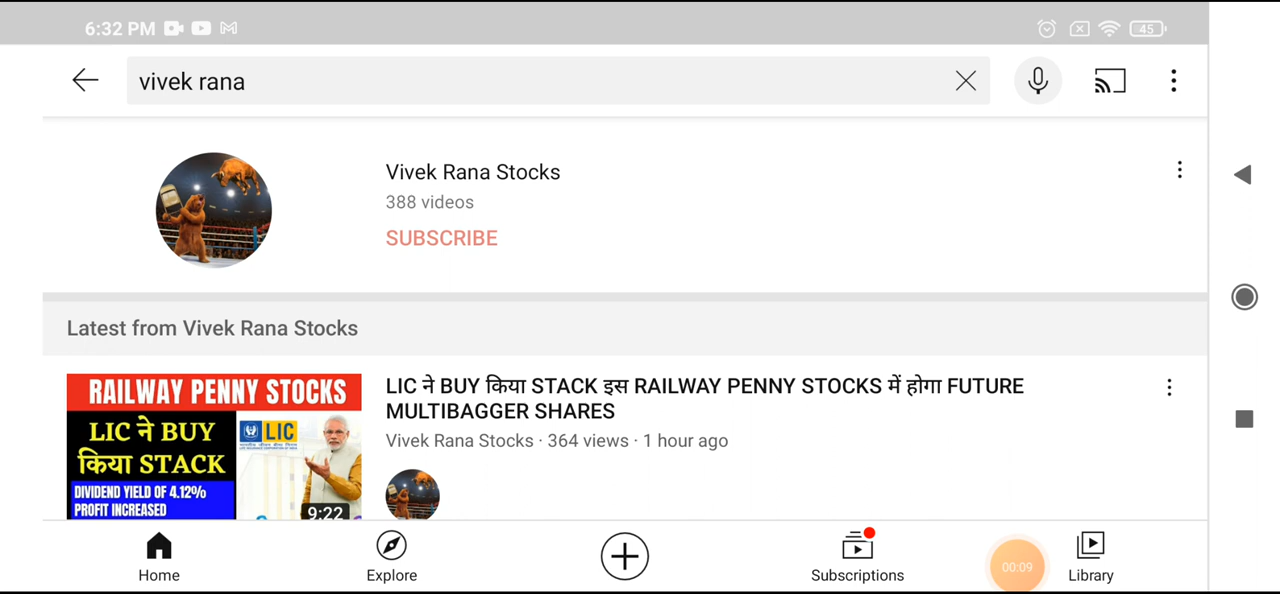 6:32 PM
45
vivek rana
Vivek Rana Stocks
388 videos
SUBSCRIBE
Latest from Vivek Rana Stocks
RAILWAY PENNY STOCKS
LIC ने BUY
किया STACK
DIVIDEND YIELD OF 4.12%
PROFIT INCREASED
LIC
9:22
LIC ने BUY किया STACK इस RAILWAY PENNY STOCKS में होगा FUTURE
MULTIBAGGER SHARES
Vivek Rana Stocks · 364 views · 1 hour ago
Home
Explore
Subscriptions
00:09
Library